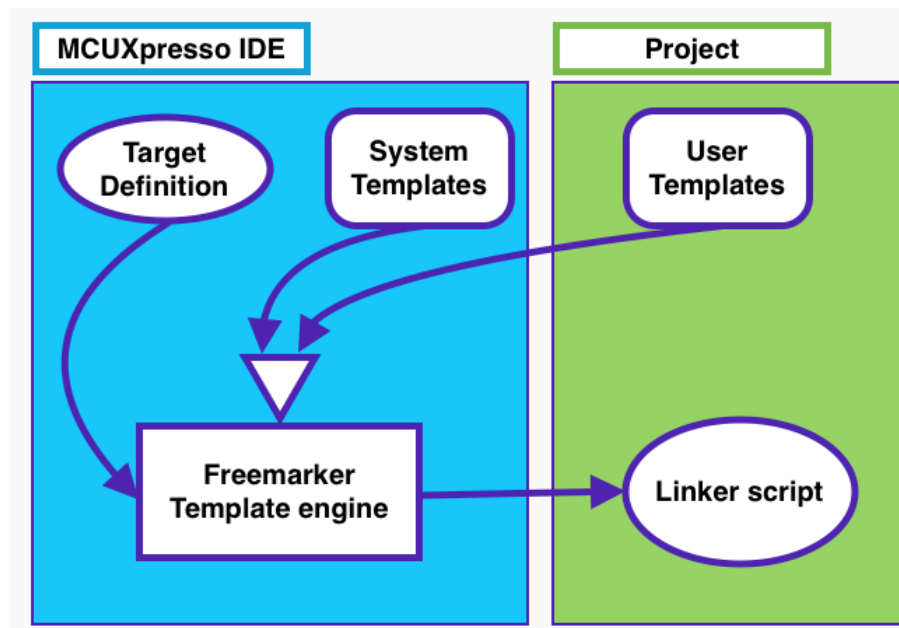 MCUXpresso IDE
Project
Target
Definition
System
Templates
User
Templates
Freemarker
Template engine
Linker script